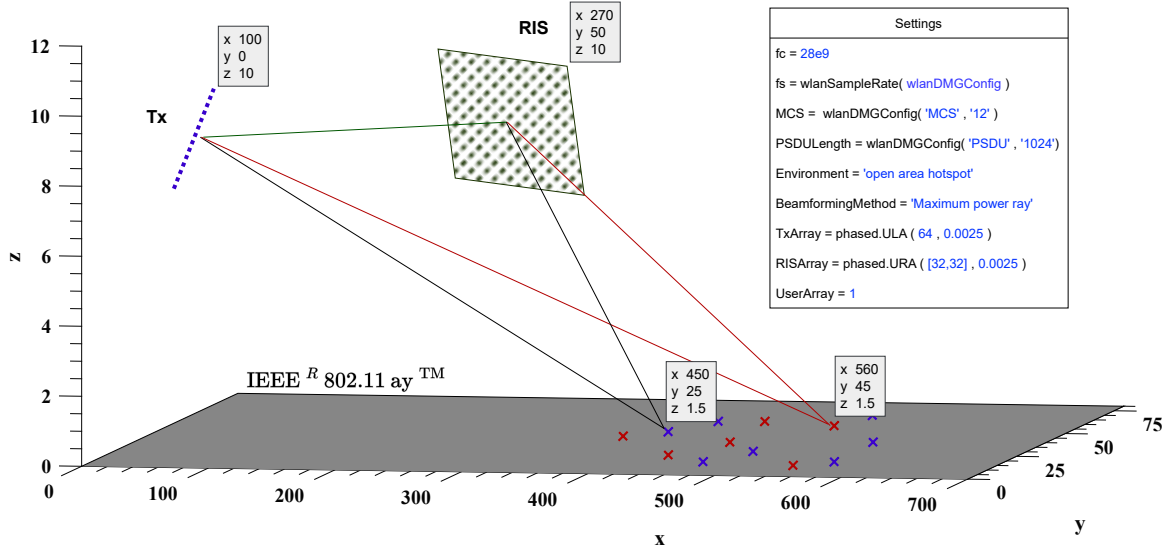 12
10
8
6
4
2
0
z
x 100
y 0
z 10
Tx
RIS
x 270
y 50
z 10
Settings
fc = 28e9
fs = wlanSampleRate( wlanDMGConfig )
MCS = wlanDMGConfig( 'MCS' , '12' )
PSDULength = wlanDMGConfig( 'PSDU' , '1024')
Environment = 'open area hotspot'
BeamformingMethod = 'Maximum power ray'
TxArray = phased.ULA ( 64 , 0.0025 )
RISArray = phased.URA ( [32,32] , 0.0025 )
UserArray = 1
IEEE R 802.11 ay TM
x 450
y 25
z 1.5
x 560
y 45
z 1.5
0
100
200
300
400
500
600
700
x
0
25
50
75
y